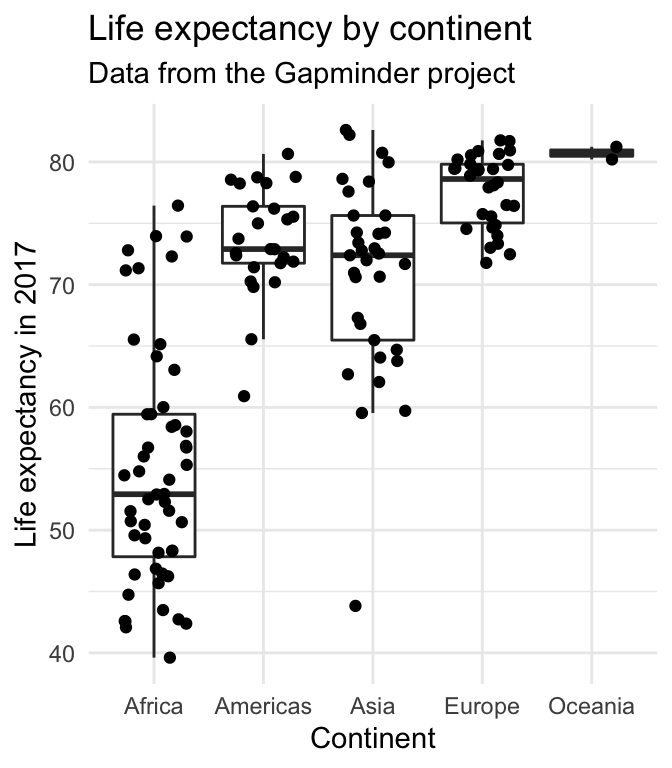 Life expectancy by continent
Data from the Gapminder project
Life expectancy in 2017
80
70
60
50
40
Africa Americas Asia Europe Oceania
Continent